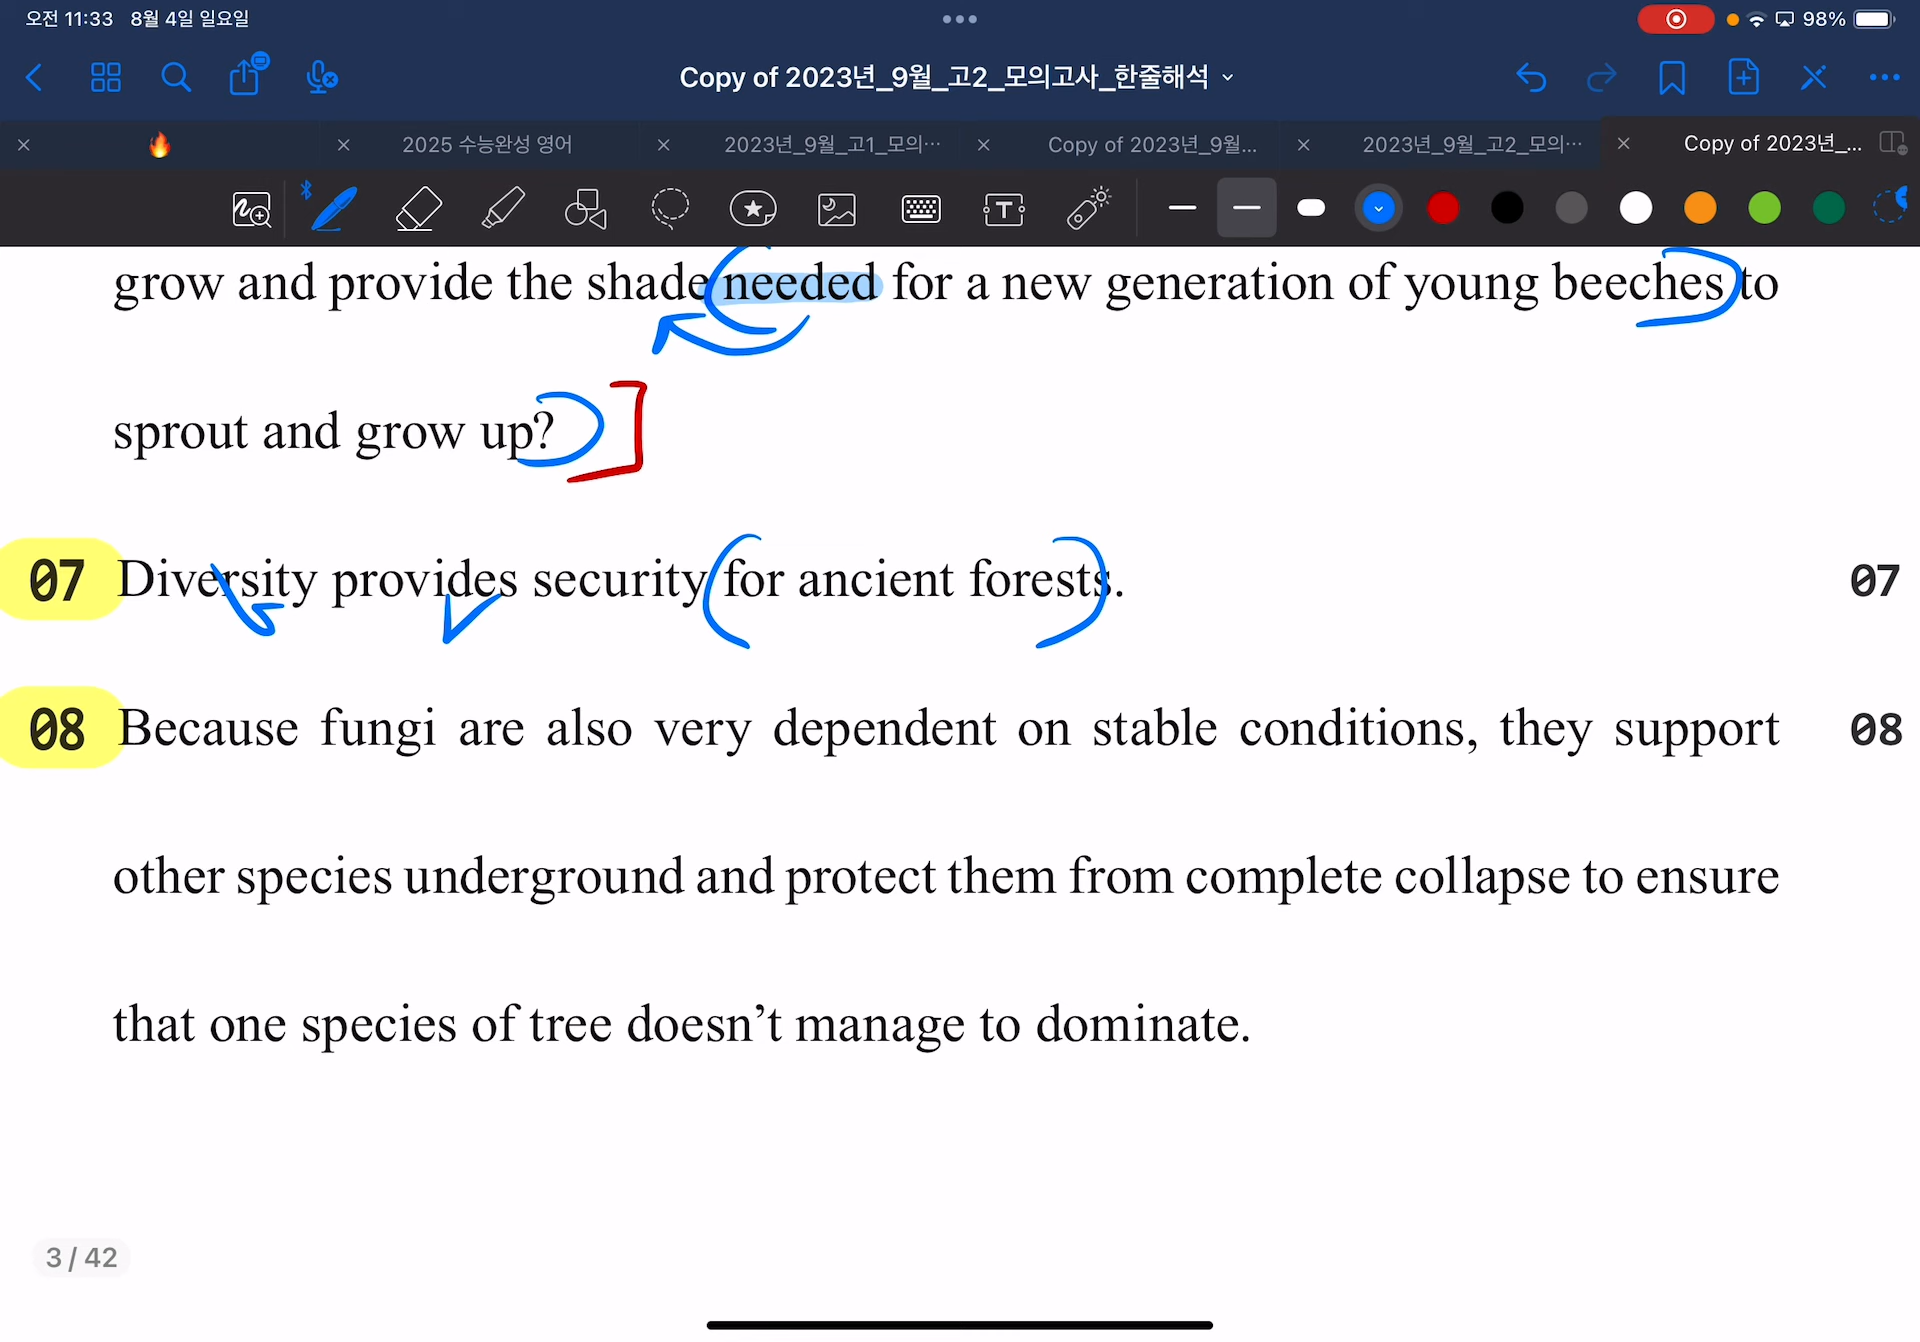 오전 11:33 8월 4일 일요일
98%
Copy of 2023년_9월_고2_모의고사_한줄해석
2025 수능완성 영어
2023년_9월_고1_모의…
Copy of 2023년_9월...
2023년_9월_고2_모의…
Copy of 2023년_...
grow and provide the shade needed for a new generation of young beeches to
sprout and grow up?
07 Diversity provides security for ancient forests. 07
08 Because fungi are also very dependent on stable conditions, they support 08
other species underground and protect them from complete collapse to ensure
that one species of tree doesn’t manage to dominate.
3 / 42